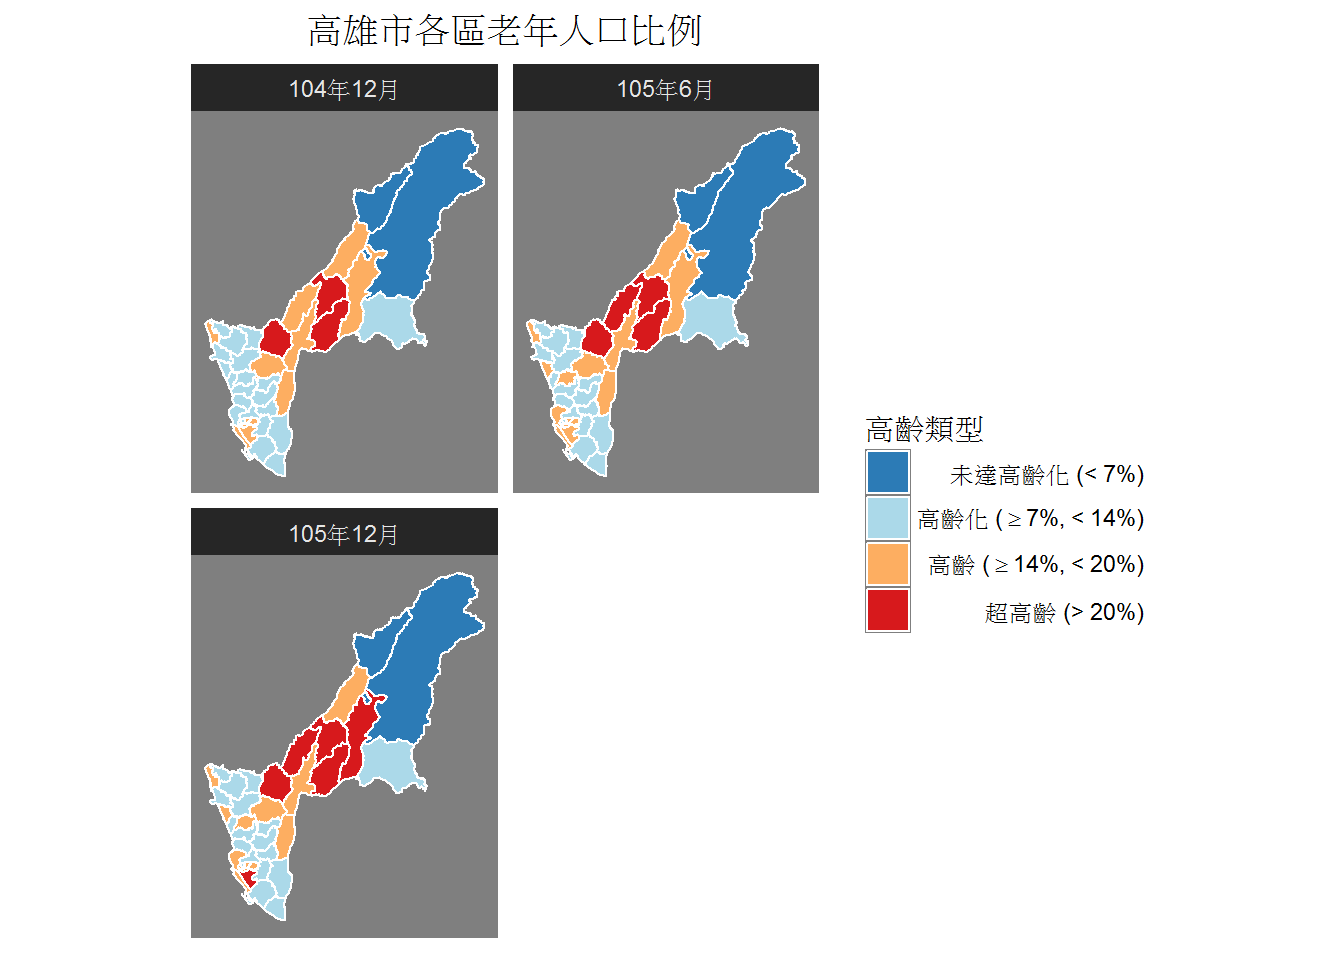 高雄市各區老年人口比例
104年12月
105年6月
105年12月
高齡類型
未達高齡化 (< 7%)
高齡化 (≥7%, < 14%)
高齡 (≥14%, < 20%)
超高齡 (> 20%)